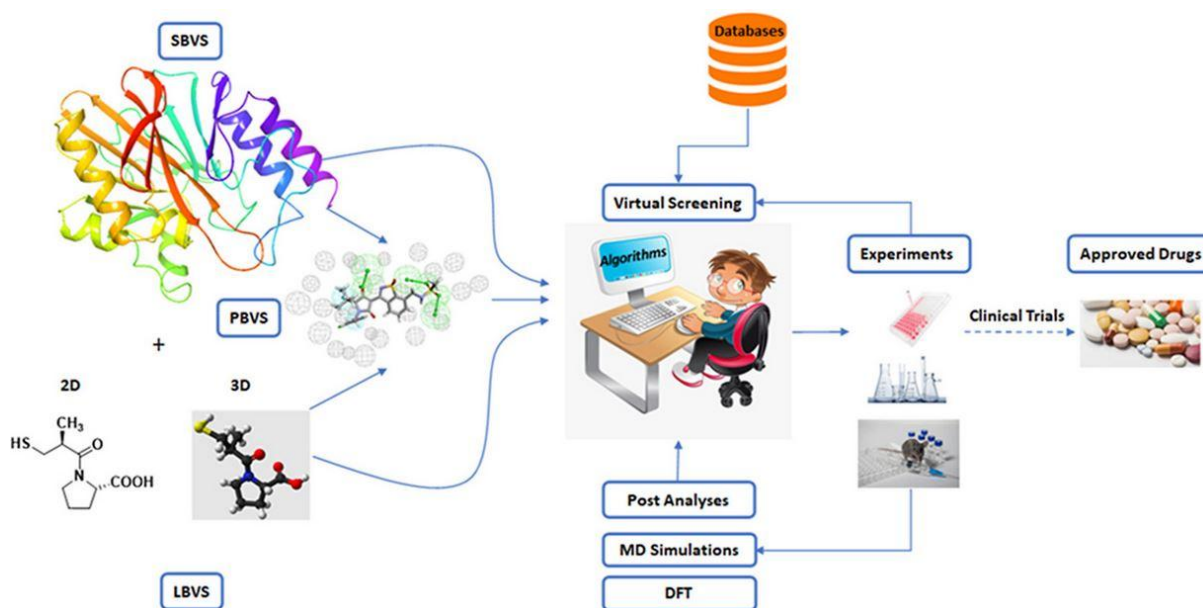 SBVS
Databases
Virtual Screening
Algorithms
Experiments
Approved Drugs
PBVS
Clinical Trials
+
2D
3D
CH₃
HS
O
N
COOH
Post Analyses
MD Simulations
DFT
LBVS